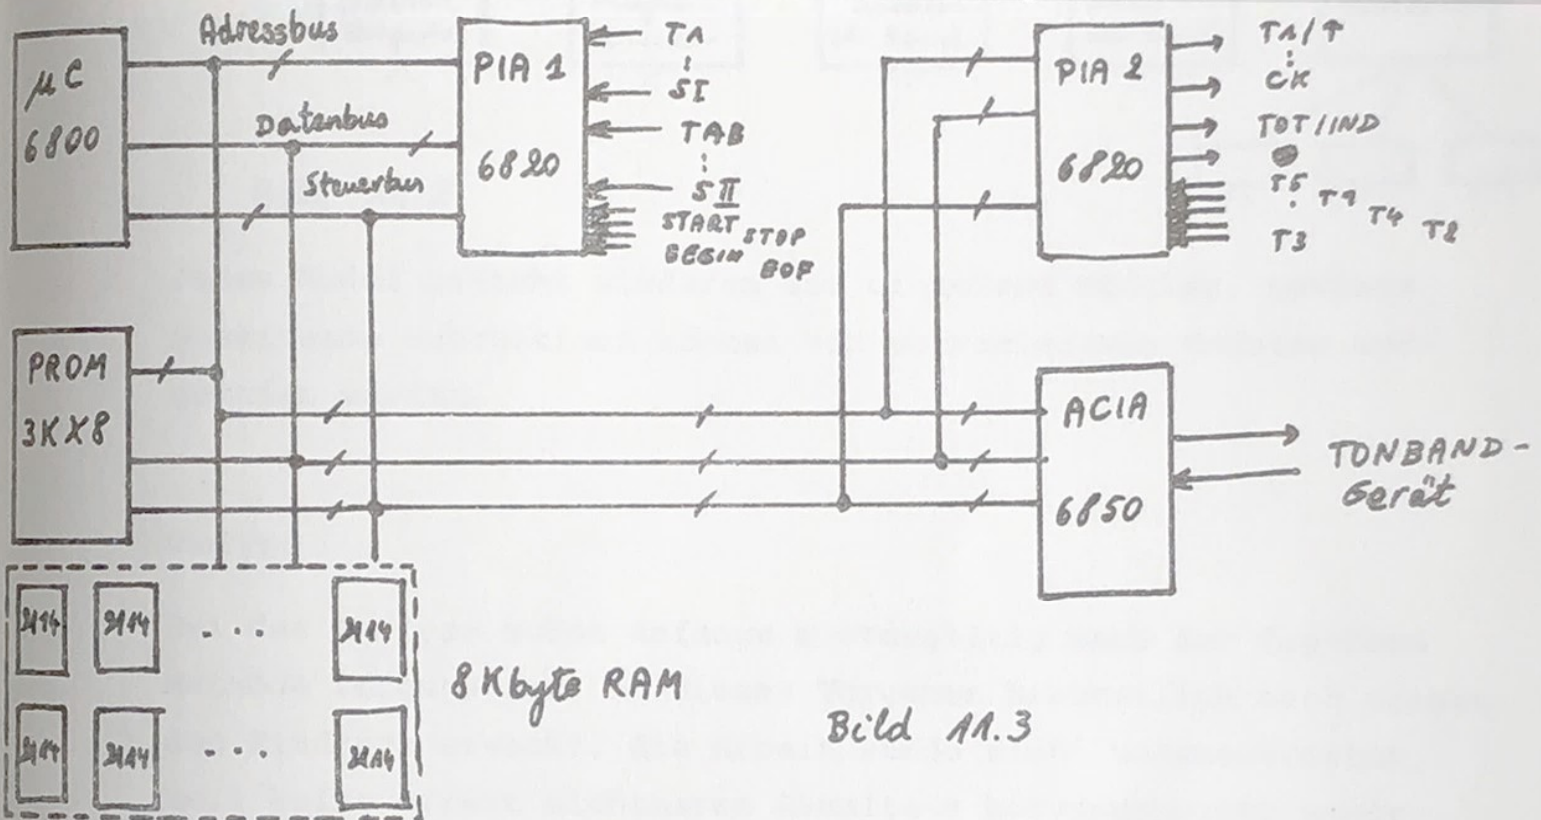 µC
6800
Adressbus
Datenbus
Steuerbus
PIA 1
6820
TA
SI
TAB
SII
START STOP
BEGIN EOF
PIA 2
6820
TA/T
CK
TOT/IND
T5 T1 T4 T2
T3
PROM
3KX8
ACIA
6850
TONBAND-
Gerät
2114 2114 ... 2114
2114 2114 ... 2114
8 Kbyte RAM
Bild 11.3